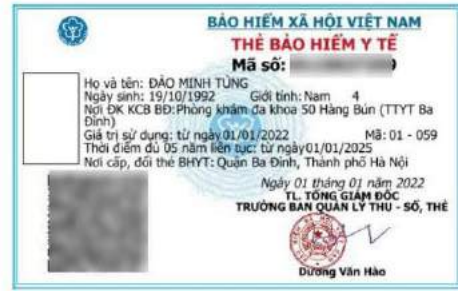 BẢO HIỂM XÃ HỘI VIỆT NAM
THẺ BẢO HIỂM Y TẾ
Mã số:
Họ và tên: ĐÀO MINH TÙNG
Ngày sinh: 19/10/1992 Giới tính: Nam 4
Nơi ĐK KCB BĐ: Phòng khám đa khoa 50 Hàng Bún (TTYT Ba
Đình)
Giá trị sử dụng: từ ngày 01/01/2022 Mã: 01 - 059
Thời điểm đủ 05 năm liên tục: từ ngày 01/01/2025
Nơi cấp, đổi thẻ BHYT: Quận Ba Đình, Thành phố Hà Nội
Ngày 01 tháng 01 năm 2022
TL. TỔNG GIÁM ĐỐC
TRƯỞNG BAN QUẢN LÝ THU - SỔ, THẺ
Dương Văn Hào